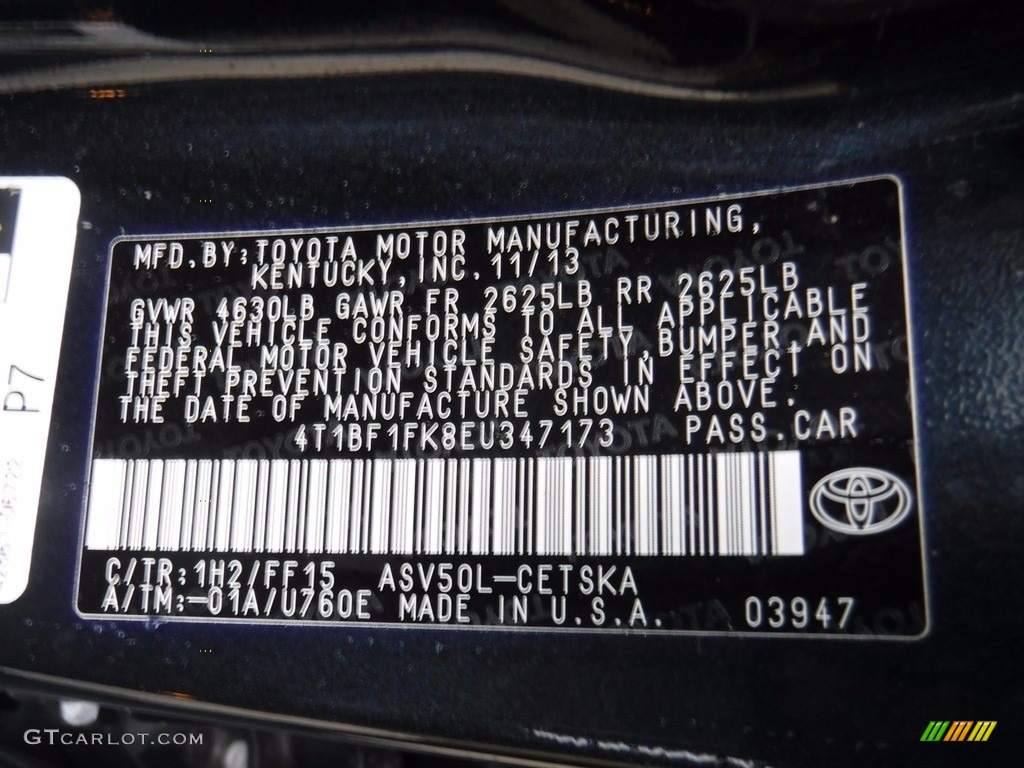 MFD.BY:TOYOTA MOTOR MANUFACTURING,
KENTUCKY,INC.11/13
GVWR 4630LB GAWR FR 2625LB RR 2625LB
THIS VEHICLE CONFORMS TO ALL APPLICABLE
FEDERAL MOTOR VEHICLE SAFETY,BUMPER,AND
THEFT PREVENTION STANDARDS IN EFFECT ON
THE DATE OF MANUFACTURE SHOWN ABOVE.
4T1BF1FK8EU347173 PASS.CAR
C/TR:1H2/FF15 ASV50L-CETSKA
A/TM:-01A/U760E MADE IN U.S.A. 03947
P7
GTCARLOT.COM